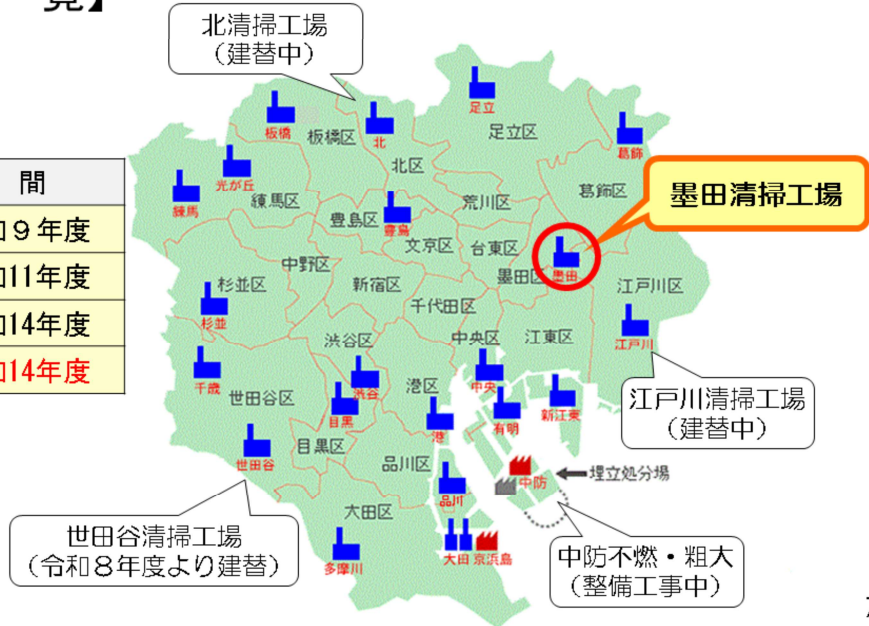 覧】
北清掃工場
（建替中）
間
９年度
11年度
14年度
14年度
足立
板橋
板橋区
北
足立区
葛飾
北区
光が丘
練馬
練馬区
荒川区
葛飾区
墨田清掃工場
豊島区
豊島
文京区
台東区
中野区
墨田区
墨田
杉並区
新宿区
江戸川区
千代田区
杉並
渋谷区
中央区
江東区
江戸川
千歳
世田谷区
渋谷
港区
中央
江戸川清掃工場
（建替中）
目黒
港
有明
新江東
目黒区
世田谷
品川区
中防
埋立処分場
品川
大田区
世田谷清掃工場
（令和８年度より建替）
多摩川
大田
京浜島
中防不燃・粗大
（整備工事中）